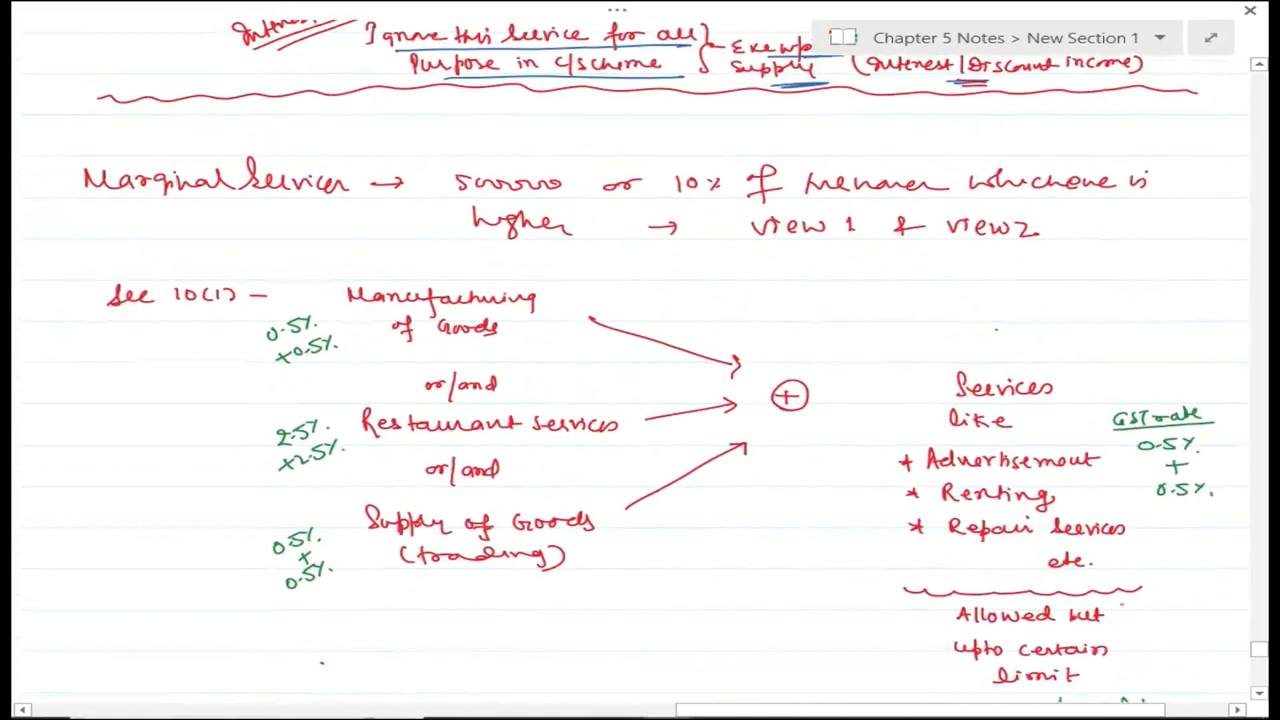 Interest
Ignore this Service for all
Purpose in c/scheme
Exemp
Supply (Interest/Discount income)
Chapter 5 Notes > New Section 1
Marginal Services → 500000 or 10% of turnover whichone is
higher → view 1 & view 2
Sec 10(1) - Manufacturing
of Goods
0.5%
+0.5%
or/and
Restaurant services
2.5%
+2.5%
or/and
Supply of Goods
(trading)
0.5%
+
0.5%
+
Services
like
* Advertisement
* Renting
* Repair Services
etc.
GST rate
0.5%
+
0.5%
Allowed but
upto certain
limit